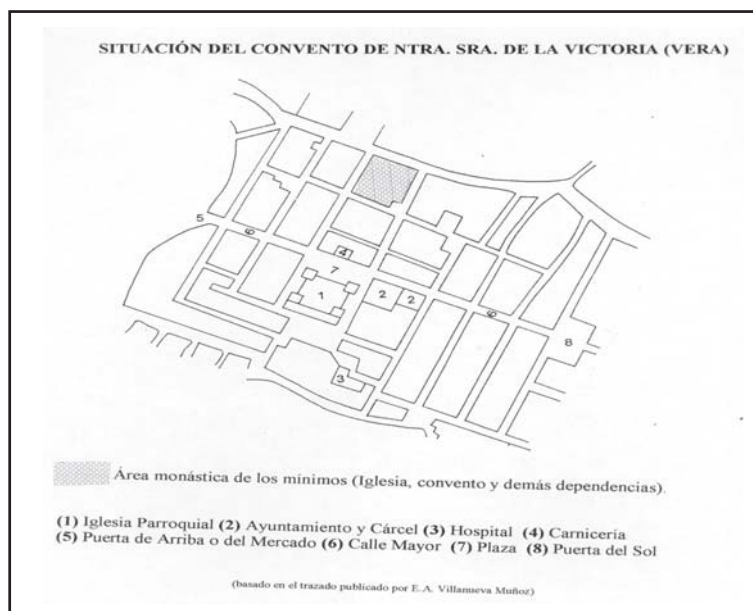 SITUACIÓN DEL CONVENTO DE NTRA. SRA. DE LA VICTORIA (VERA)
5
6
4
7
1
2
2
6
8
3
Área monástica de los mínimos (Iglesia, convento y demás dependencias).
(1) Iglesia Parroquial (2) Ayuntamiento y Cárcel (3) Hospital (4) Carnicería
(5) Puerta de Arriba o del Mercado (6) Calle Mayor (7) Plaza (8) Puerta del Sol
(basado en el trazado publicado por E.A. Villanueva Muñoz)